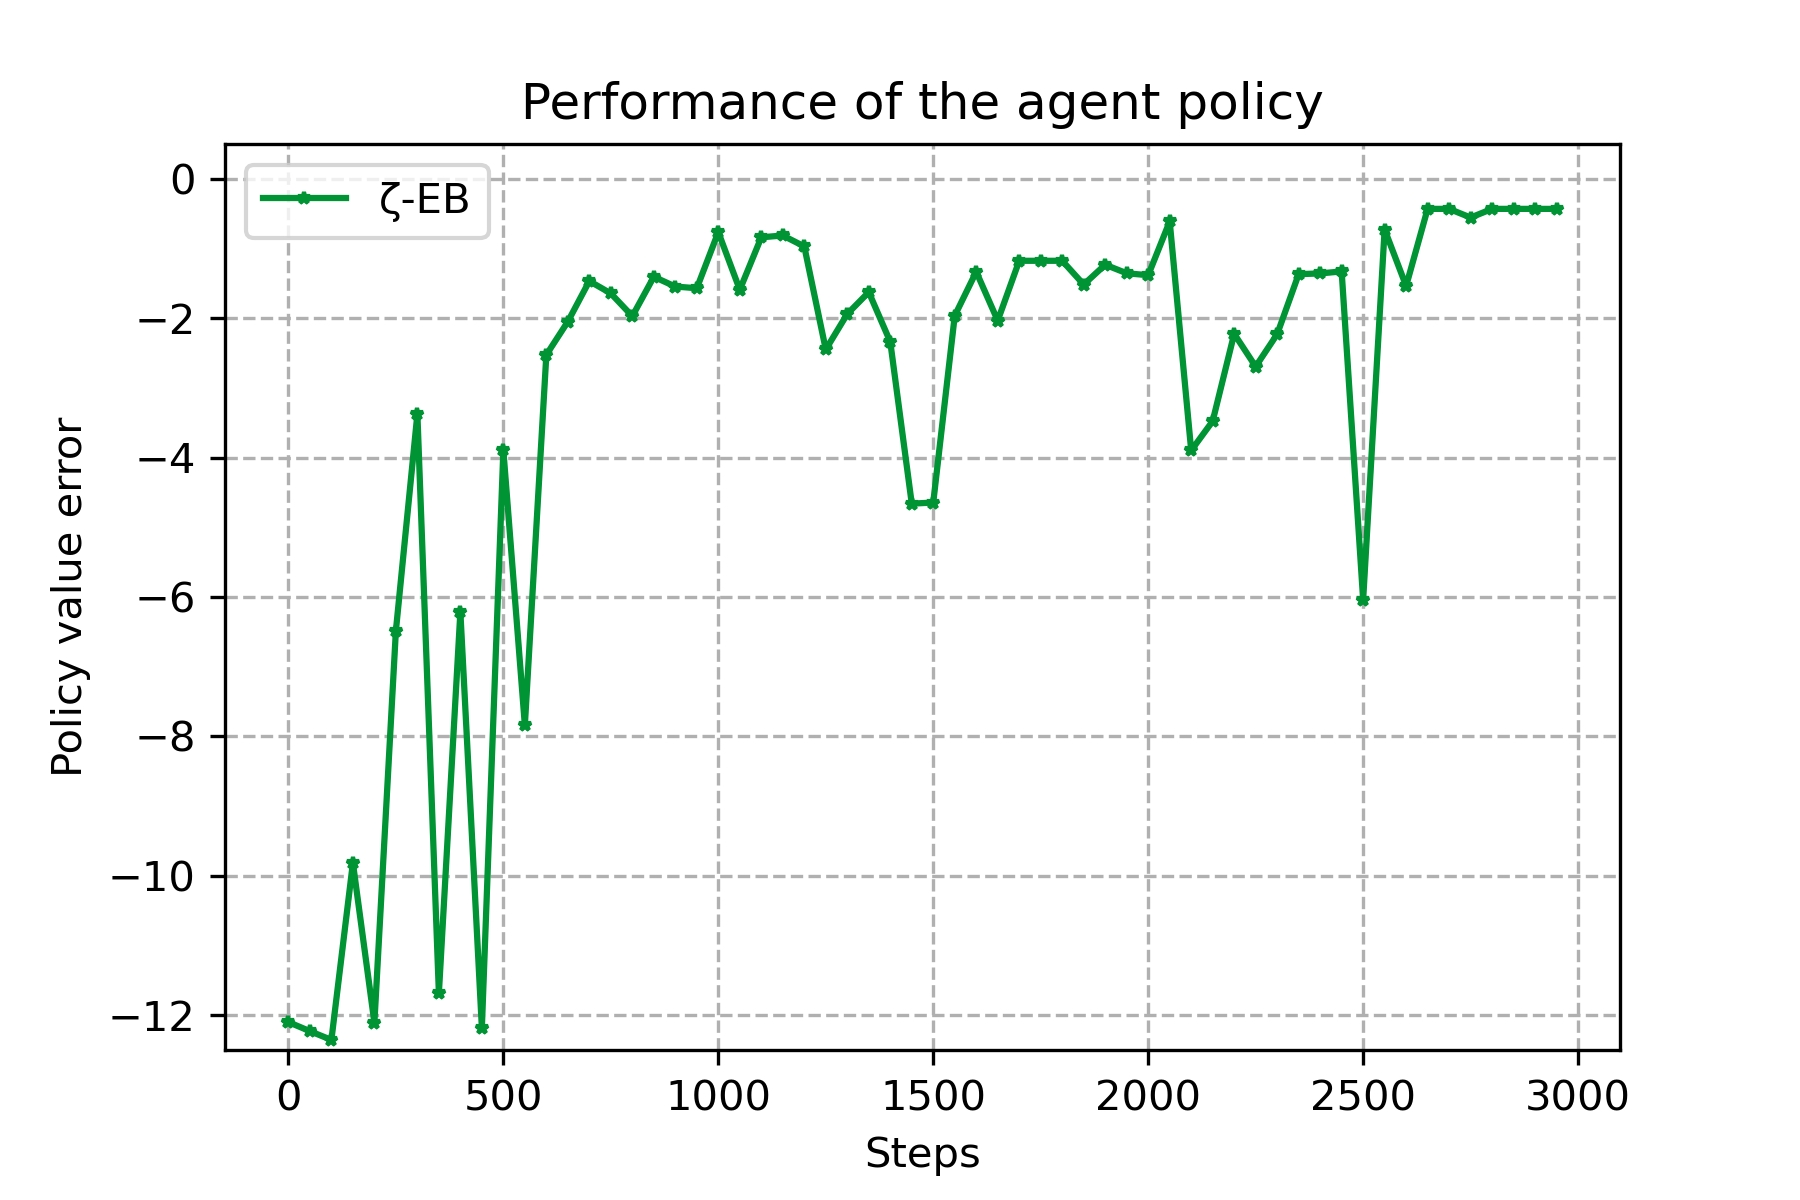 Performance of the agent policy
ζ-EB
Policy value error
0
−2
−4
−6
−8
−10
−12
0 500 1000 1500 2000 2500 3000
Steps